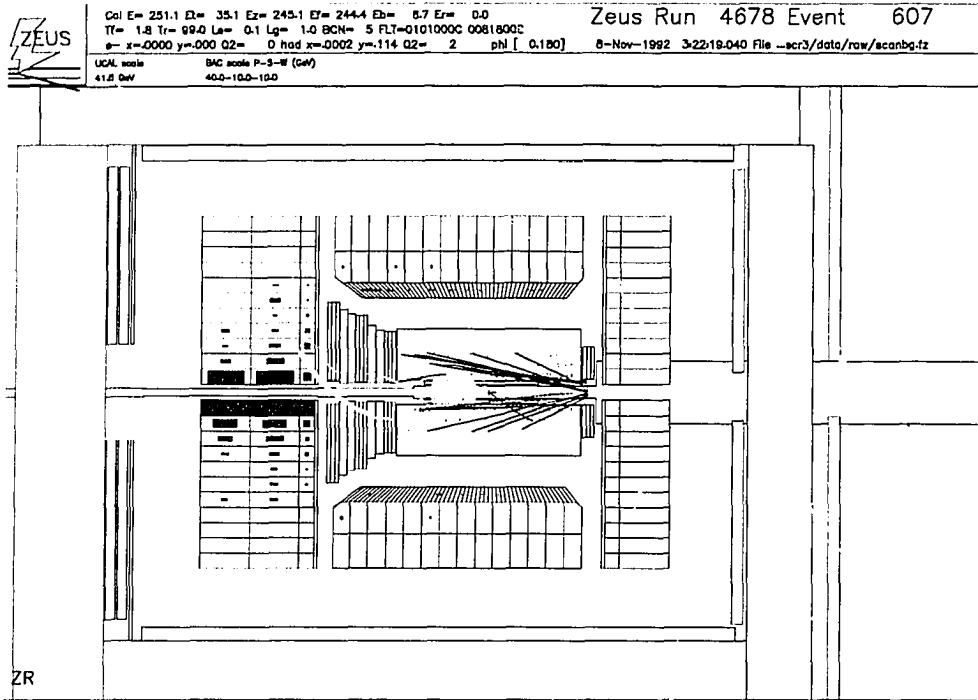 ZEUS
Cal E= 251.1 Et= 35.1 Ez= 245.1 Ef= 244.4 Eb= 6.7 Er= 0.0
Tf= 1.8 Tr= 99.0 La= 0.1 Lg= 1.0 BCN= 5 FLT=0101000C
e- x=.0000 y=.000 Q2= 0 had x=.0002 y=.114 Q2= 2 phi [ 0.180]
Zeus Run 4678 Event 607
8-Nov-1992 3:22:19.040 File ...scr3/data/raw/scanbg.fz
UCAL scale
41.8 GeV
BAC scale P-S-W (GeV)
40.0-10.0-10.0
ZR